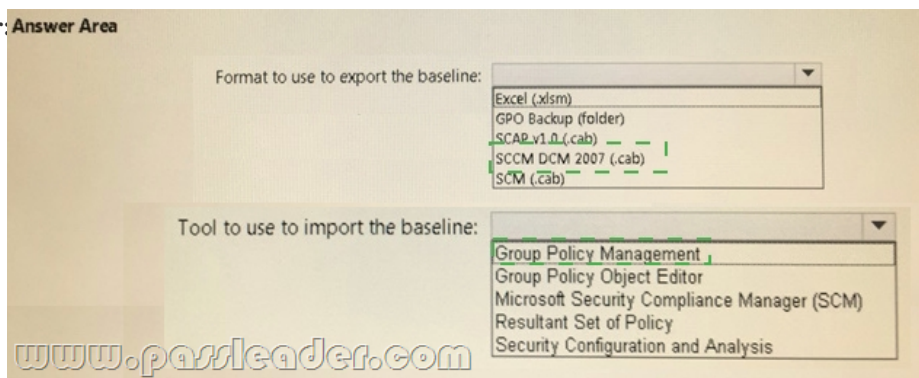 : Answer Area
Format to use to export the baseline:
Excel (.xlsm)
GPO Backup (folder)
SCAP v1.0 (.cab)
SCCM DCM 2007 (.cab)
SCM (.cab)
Tool to use to import the baseline:
Group Policy Management
Group Policy Object Editor
Microsoft Security Compliance Manager (SCM)
Resultant Set of Policy
Security Configuration and Analysis
www.passleader.com